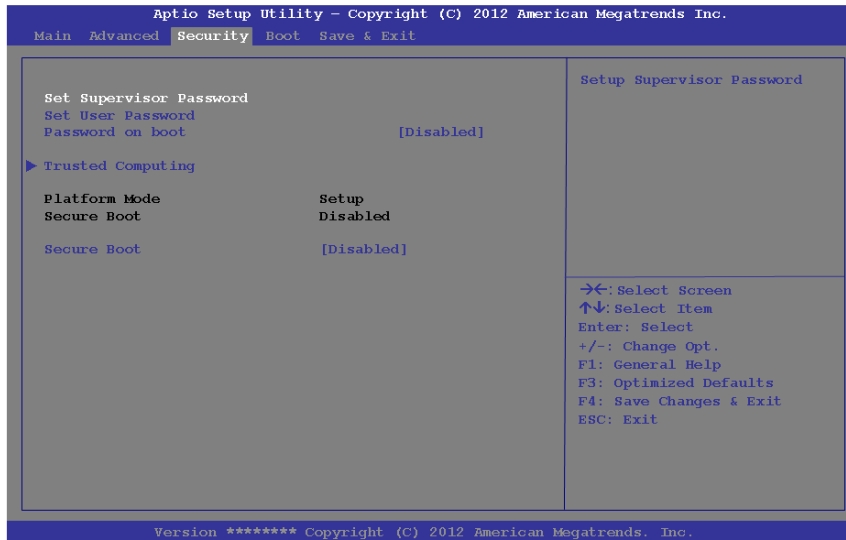 Aptio Setup Utility – Copyright (C) 2012 American Megatrends Inc.
Main Advanced Security Boot Save & Exit
Set Supervisor Password
Set User Password
Password on boot [Disabled]
▶ Trusted Computing
Platform Mode Setup
Secure Boot Disabled
Secure Boot [Disabled]
Setup Supervisor Password
→←: Select Screen
↑↓: Select Item
Enter: Select
+/-: Change Opt.
F1: General Help
F3: Optimized Defaults
F4: Save Changes & Exit
ESC: Exit
Version ******** Copyright (C) 2012 American Megatrends. Inc.